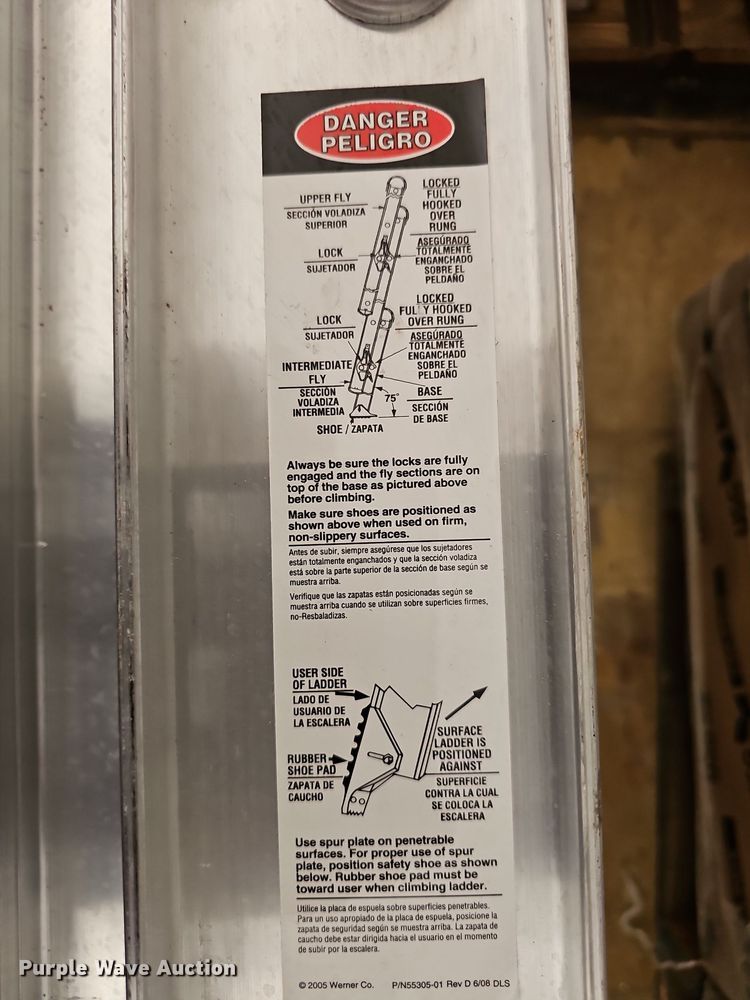 DANGER
PELIGRO
UPPER FLY
SECCIÓN VOLADIZA
SUPERIOR
LOCKED
FULLY
HOOKED
OVER
RUNG
LOCK
SUJETADOR
ASEGÚRADO
TOTALMENTE
ENGANCHADO
SOBRE EL
PELDAÑO
LOCK
SUJETADOR
LOCKED
FUL Y HOOKED
OVER RUNG
ASEGÚRADO
TOTALMENTE
ENGANCHADO
SOBRE EL
PELDAÑO
INTERMEDIATE
FLY
SECCIÓN
VOLADIZA
INTERMEDIA
75°
BASE
SECCIÓN
DE BASE
SHOE / ZAPATA
Always be sure the locks are fully
engaged and the fly sections are on
top of the base as pictured above
before climbing.
Make sure shoes are positioned as
shown above when used on firm,
non-slippery surfaces.
Antes de subir, siempre asegúrese que los sujetadores
están totalmente enganchados y que la sección voladiza
está sobre la parte superior de la sección de base según se
muestra arriba.
Verifique que las zapatas están posicionadas según se
muestra arriba cuando se utilizan sobre superficies firmes,
no-Resbaladizas.
USER SIDE
OF LADDER
LADO DE
USUARIO DE
LA ESCALERA
RUBBER
SHOE PAD
ZAPATA DE
CAUCHO
SURFACE
LADDER IS
POSITIONED
AGAINST
SUPERFICIE
CONTRA LA CUAL
SE COLOCA LA
ESCALERA
Use spur plate on penetrable
surfaces. For proper use of spur
plate, position safety shoe as shown
below. Rubber shoe pad must be
toward user when climbing ladder.
Utilice la placa de espuela sobre superficies penetrables.
Para un uso apropiado de la placa de espuela, posicione la
zapata de seguridad según se muestra arriba. La zapata de
caucho debe estar dirigida hacia el usuario en el momento
de subir por la escalera.
© 2005 Werner Co. P/N55305-01 Rev D 6/08 DLS
Purple Wave Auction